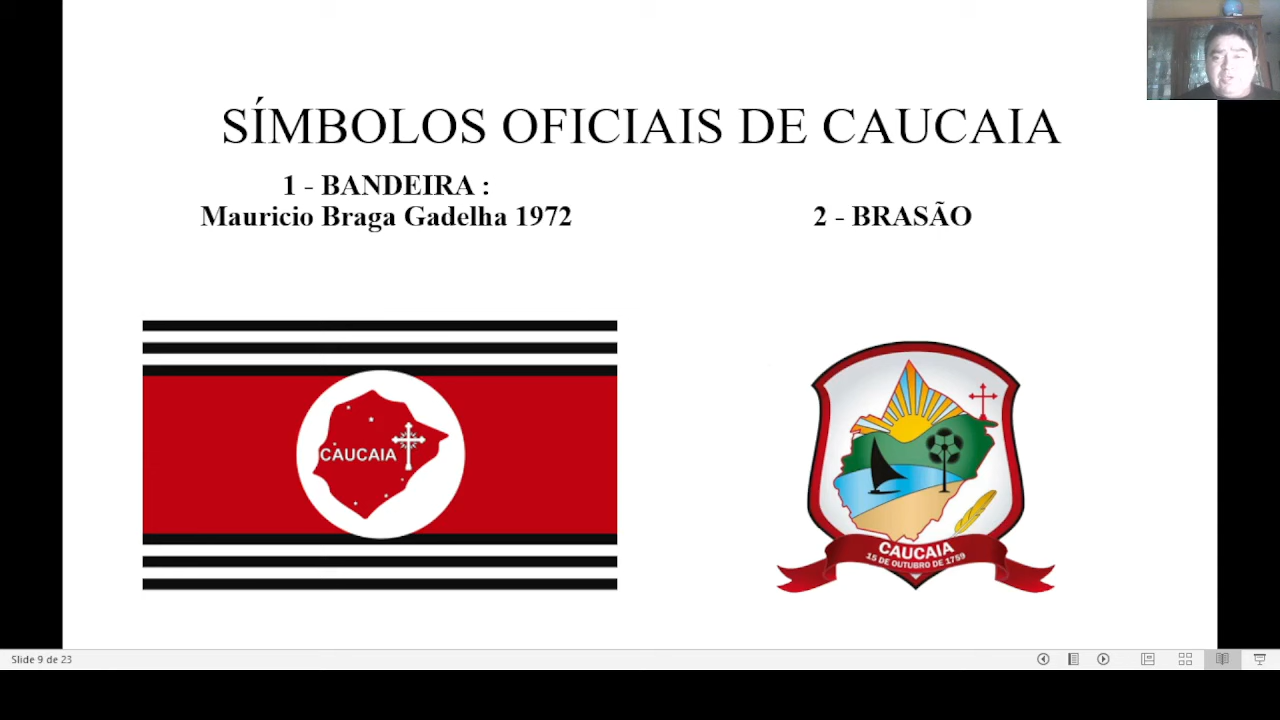 SÍMBOLOS OFICIAIS DE CAUCAIA
1 - BANDEIRA :
Mauricio Braga Gadelha 1972
2 - BRASÃO
CAUCAIA
CAUCAIA
15 DE OUTUBRO DE 1759
Slide 9 de 23